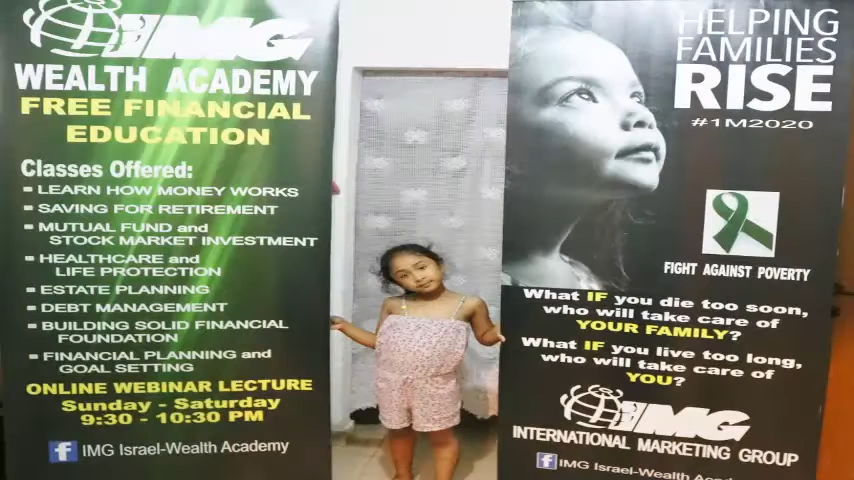 IMG
WEALTH ACADEMY
FREE FINANCIAL
EDUCATION
Classes Offered:
LEARN HOW MONEY WORKS
SAVING FOR RETIREMENT
MUTUAL FUND and
STOCK MARKET INVESTMENT
HEALTHCARE and
LIFE PROTECTION
ESTATE PLANNING
DEBT MANAGEMENT
BUILDING SOLID FINANCIAL
FOUNDATION
FINANCIAL PLANNING and
GOAL SETTING
ONLINE WEBINAR LECTURE
Sunday - Saturday
9:30 - 10:30 PM
f IMG Israel-Wealth Academy
HELPING
FAMILIES
RISE
#1M2020
FIGHT AGAINST POVERTY
What IF you die too soon,
who will take care of
YOUR FAMILY?
What IF you live too long,
who will take care of
YOU?
IMG
INTERNATIONAL MARKETING GROUP
f IMG Israel-Wealth